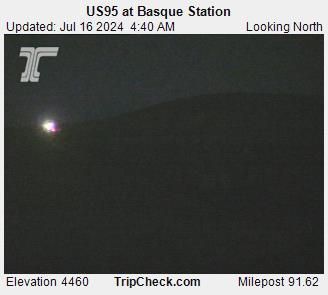 US95 at Basque Station
Updated: Jul 16 2024 4:40 AM Looking North
Elevation 4460 TripCheck.com Milepost 91.62